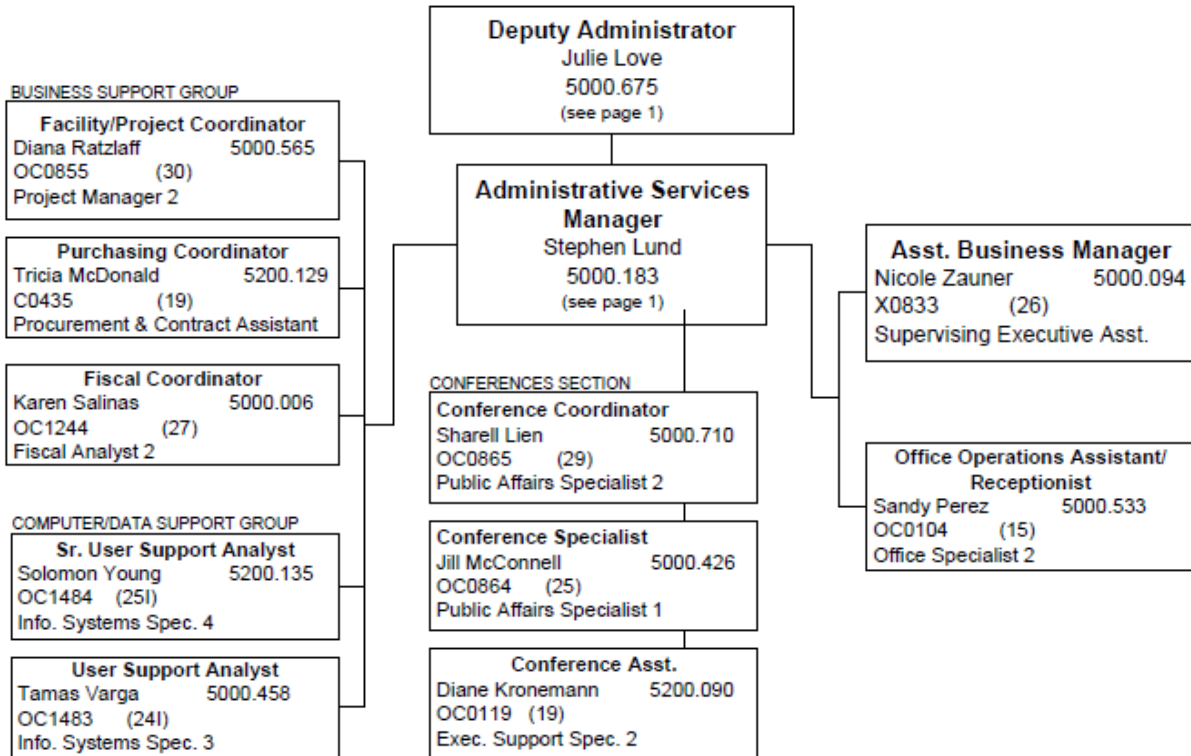 Deputy Administrator
Julie Love
5000.675
(see page 1)
Administrative Services
Manager
Stephen Lund
5000.183
(see page 1)
BUSINESS SUPPORT GROUP
Facility/Project Coordinator
Diana Ratzlaff 5000.565
OC0855 (30)
Project Manager 2
Purchasing Coordinator
Tricia McDonald 5200.129
C0435 (19)
Procurement & Contract Assistant
Fiscal Coordinator
Karen Salinas 5000.006
OC1244 (27)
Fiscal Analyst 2
COMPUTER/DATA SUPPORT GROUP
Sr. User Support Analyst
Solomon Young 5200.135
OC1484 (25I)
Info. Systems Spec. 4
User Support Analyst
Tamas Varga 5000.458
OC1483 (24I)
Info. Systems Spec. 3
CONFERENCES SECTION
Conference Coordinator
Sharell Lien 5000.710
OC0865 (29)
Public Affairs Specialist 2
Conference Specialist
Jill McConnell 5000.426
OC0864 (25)
Public Affairs Specialist 1
Conference Asst.
Diane Kronemann 5200.090
OC0119 (19)
Exec. Support Spec. 2
Asst. Business Manager
Nicole Zauner 5000.094
X0833 (26)
Supervising Executive Asst.
Office Operations Assistant/
Receptionist
Sandy Perez 5000.533
OC0104 (15)
Office Specialist 2